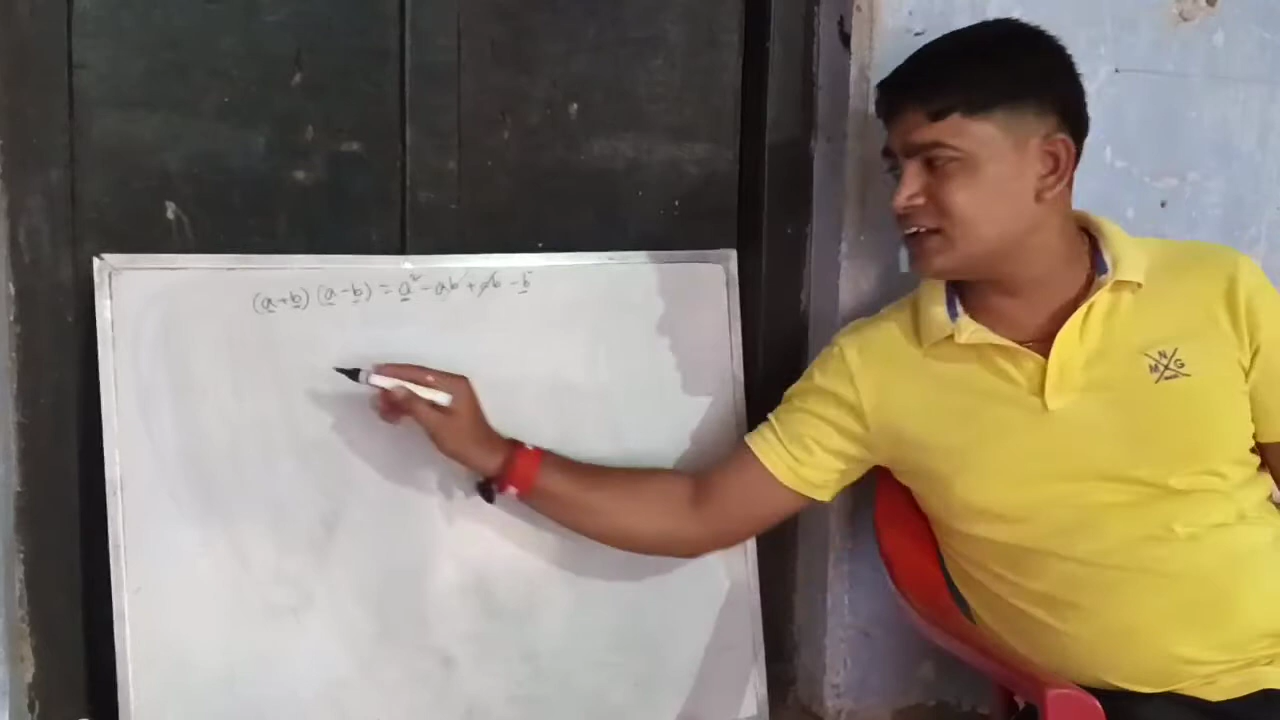 (a+b) (a-b) = a² - ab + ab - b²
M N G